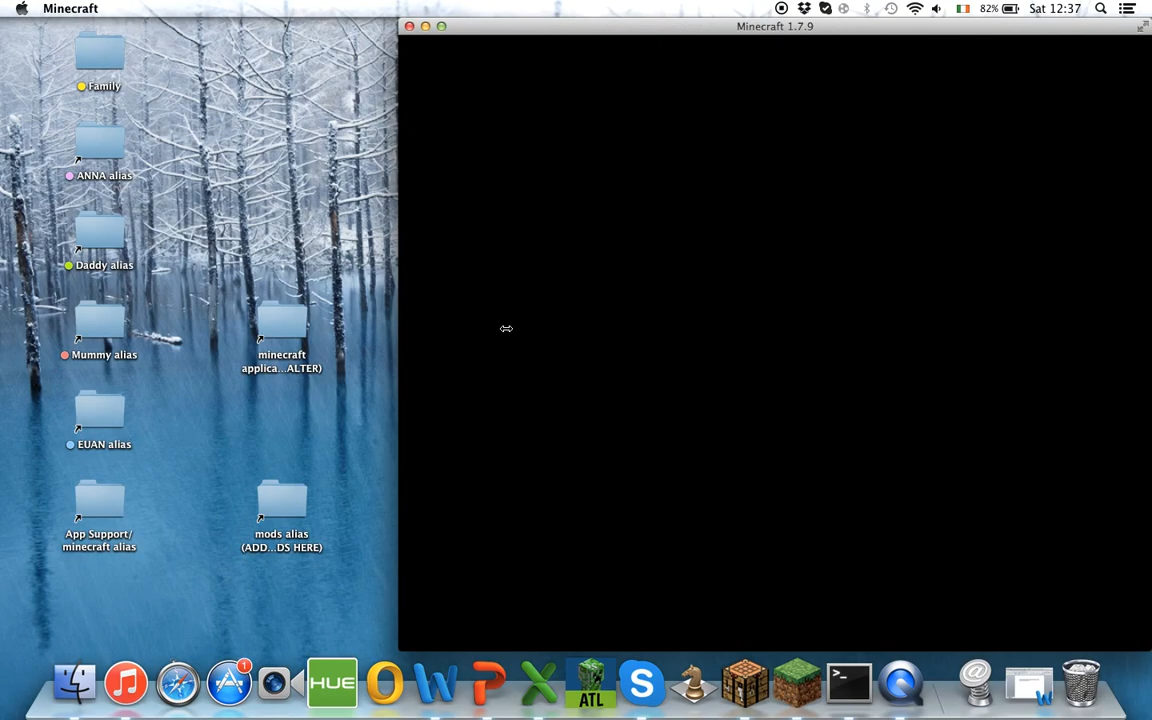 Minecraft
82%
Sat 12:37
Minecraft 1.7.9
Family
ANNA alias
Daddy alias
Mummy alias
minecraft
applica...ALTER)
EUAN alias
App Support/
minecraft alias
mods alias
(ADD...DS HERE)
1
HUE
O
W
P
X
ATL
S
>_
@
W